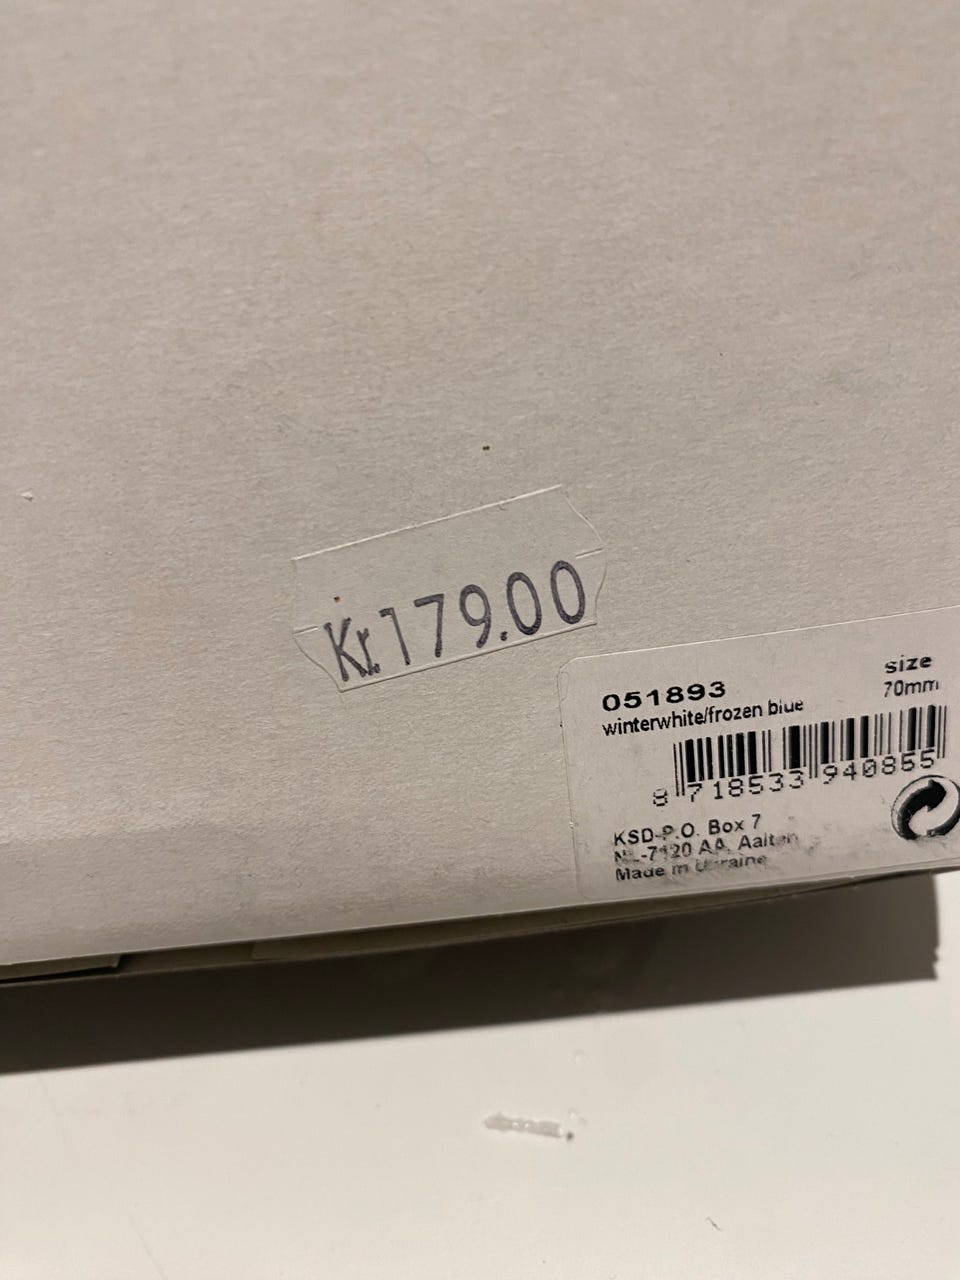 Kr.179.00
051893
size
winterwhite/frozen blue
70mm
8 718533 940855
KSD-P.O. Box 7
NL-7120 AA, Aalten
Made in Ukraine